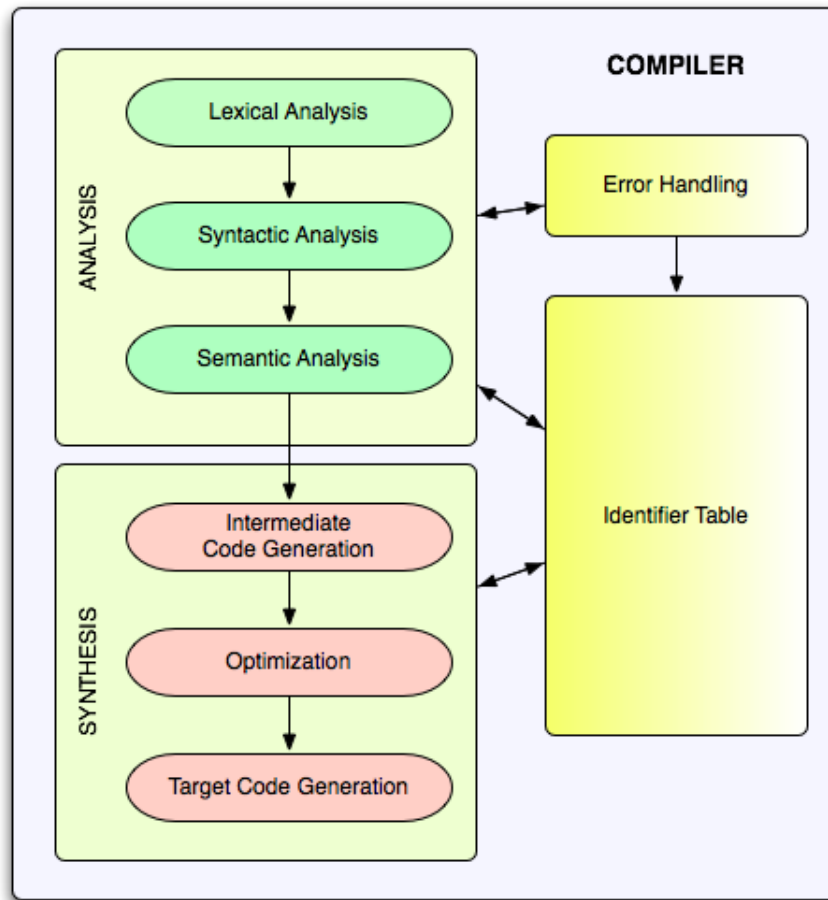 COMPILER
ANALYSIS
Lexical Analysis
Syntactic Analysis
Semantic Analysis
Error Handling
Identifier Table
SYNTHESIS
Intermediate
Code Generation
Optimization
Target Code Generation